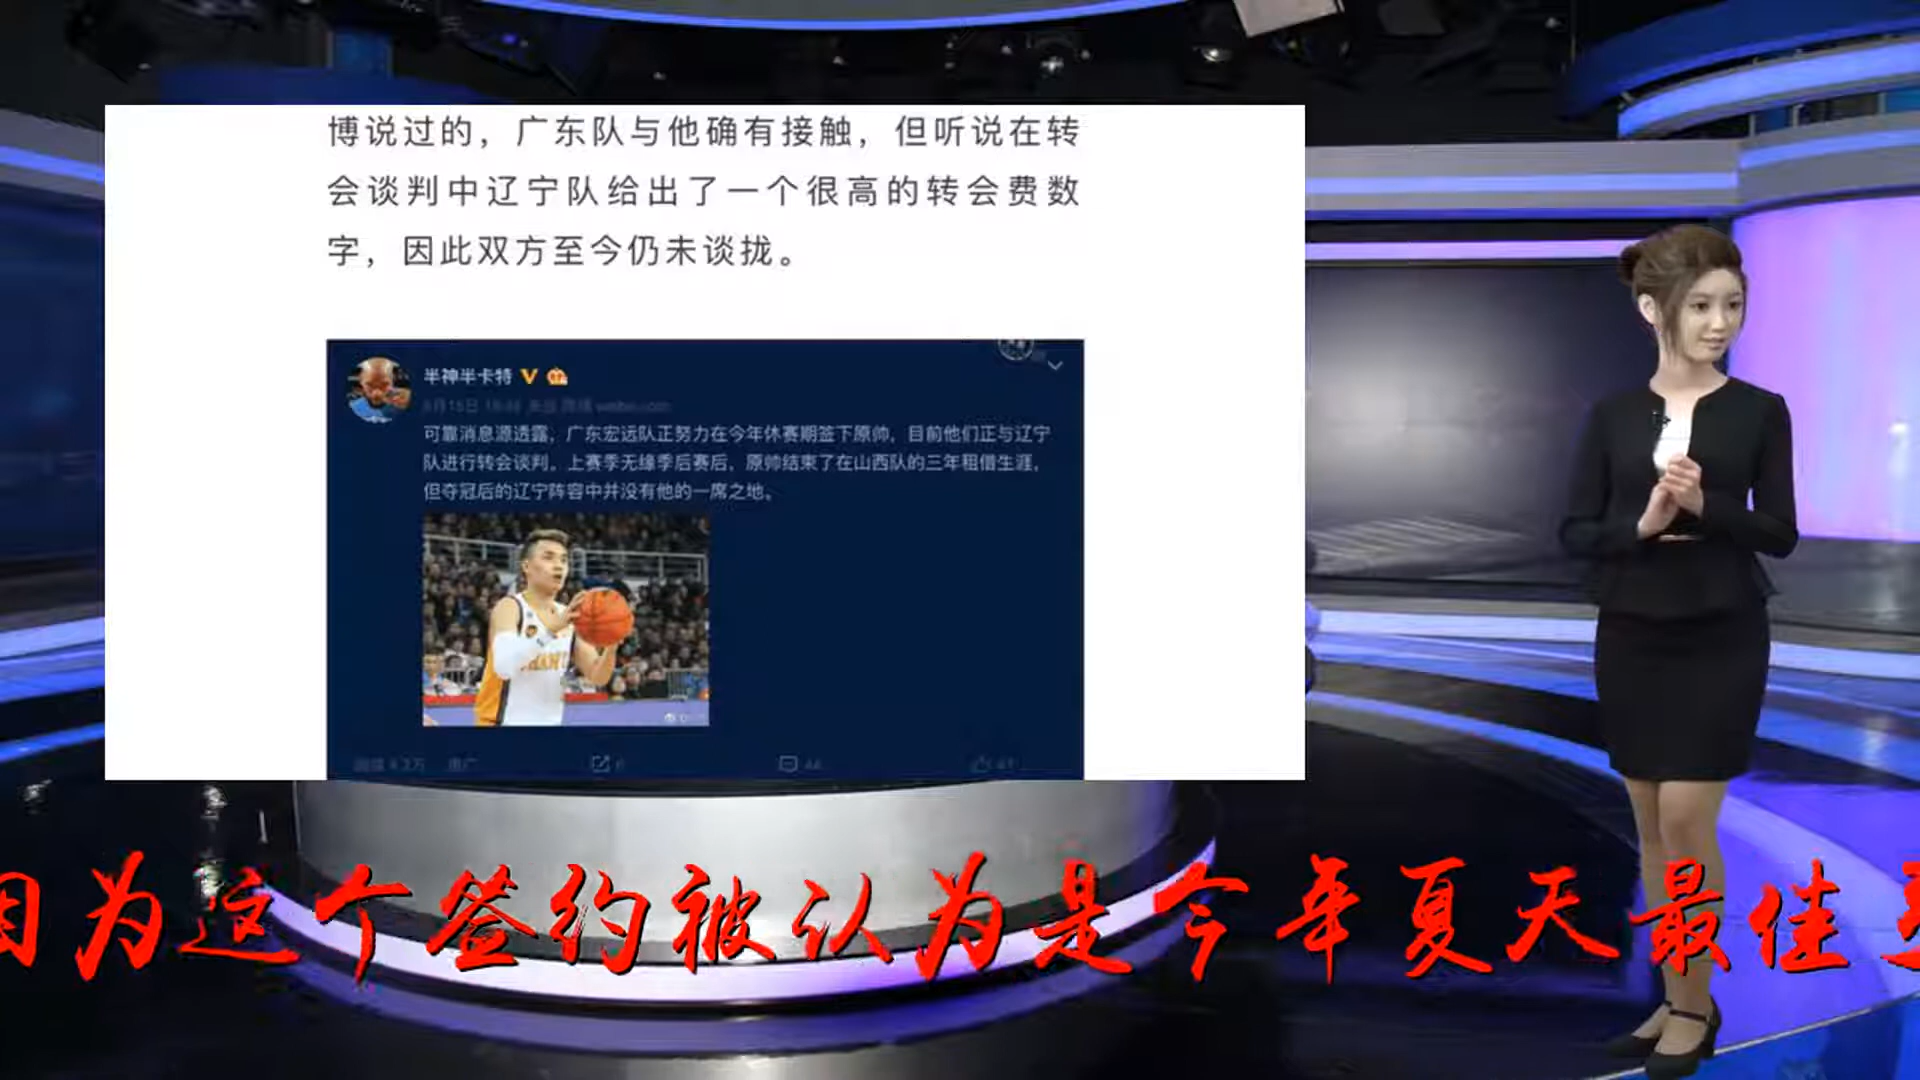 博说过的，广东队与他确有接触，但听说在转
会谈判中辽宁队给出了一个很高的转会费数
字，因此双方至今仍未谈拢。
半神半卡特
可靠消息源透露，广东宏远队正努力在今年休赛期签下原帅，目前他们正与辽宁
队进行转会谈判。上赛季无缘季后赛后，原帅结束了在山西队的三年租借生涯，
但夺冠后的辽宁阵容中并没有他的一席之地。
因为这个签约被认为是今年夏天最佳